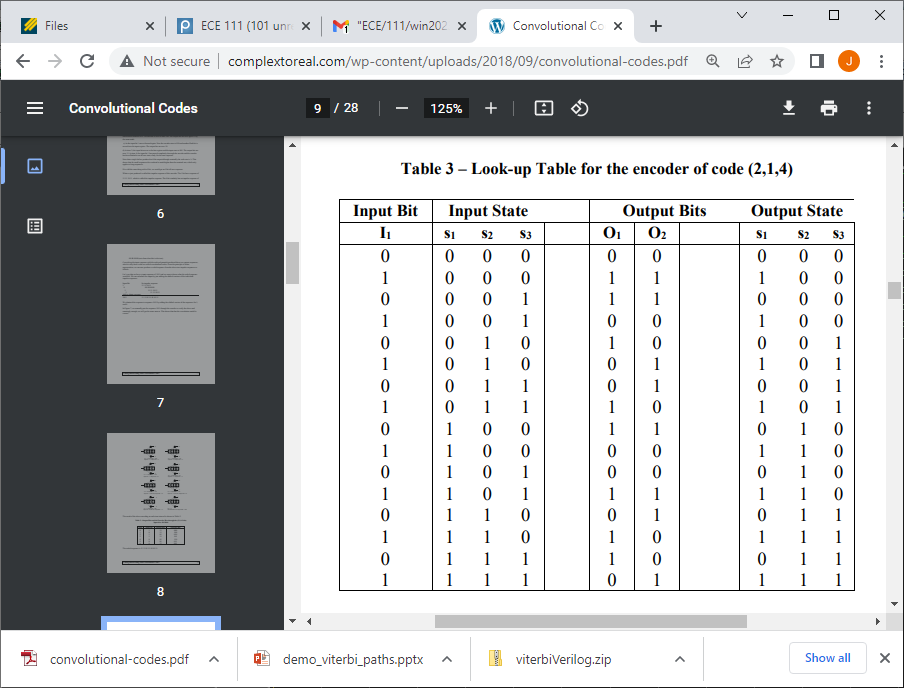 Files
ECE 111 (101 unr
"ECE/111/win202
Convolutional Co
Not secure
complextoreal.com/wp-content/uploads/2018/09/convolutional-codes.pdf
J
Convolutional Codes
9 / 28
125%
6
7
8
Table 3 – Look-up Table for the encoder of code (2,1,4)
Input Bit Input State Output Bits Output State
I1 s1 s2 s3 O1 O2 s1 s2 s3
0 0 0 0 0 0 0 0 0
1 0 0 0 1 1 1 0 0
0 0 0 1 1 1 0 0 0
1 0 0 1 0 0 1 0 0
0 0 1 0 1 0 0 0 1
1 0 1 0 0 1 1 0 1
0 0 1 1 0 1 0 0 1
1 0 1 1 1 0 1 0 1
0 1 0 0 1 1 0 1 0
1 1 0 0 0 0 1 1 0
0 1 0 1 0 0 0 1 0
1 1 0 1 1 1 1 1 0
0 1 1 0 0 1 0 1 1
1 1 1 0 1 0 1 1 1
0 1 1 1 1 0 0 1 1
1 1 1 1 0 1 1 1 1
convolutional-codes.pdf
demo_viterbi_paths.pptx
viterbiVerilog.zip
Show all